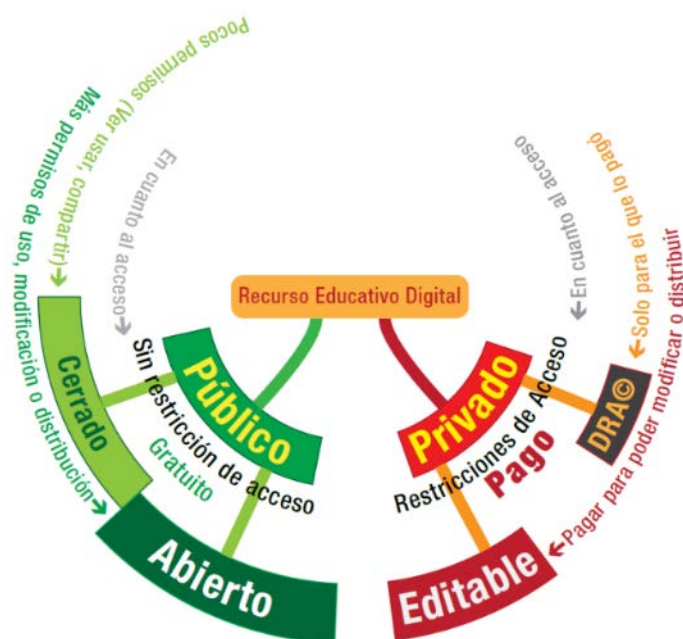 Recurso Educativo Digital
Más permisos de uso, modificación o distribución
Pocos permisos (Ver usar, compartir)
En cuanto al acceso
Cerrado
Público
Sin restricción de acceso
Gratuito
Abierto
En cuanto al acceso
Solo para el que lo pagó
Pagar para poder modificar o distribuir
Privado
Restricciones de Acceso
Pago
DRA©
Editable